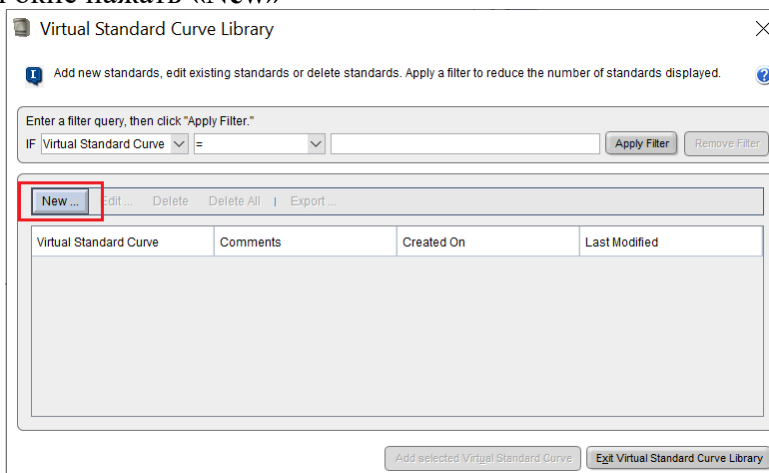 окне нажать «New»
Virtual Standard Curve Library
Add new standards, edit existing standards or delete standards. Apply a filter to reduce the number of standards displayed.
Enter a filter query, then click "Apply Filter."
IF Virtual Standard Curve = Apply Filter Remove Filter
New ... Edit ... Delete Delete All | Export ...
Virtual Standard Curve Comments Created On Last Modified
Add selected Virtual Standard Curve Exit Virtual Standard Curve Library